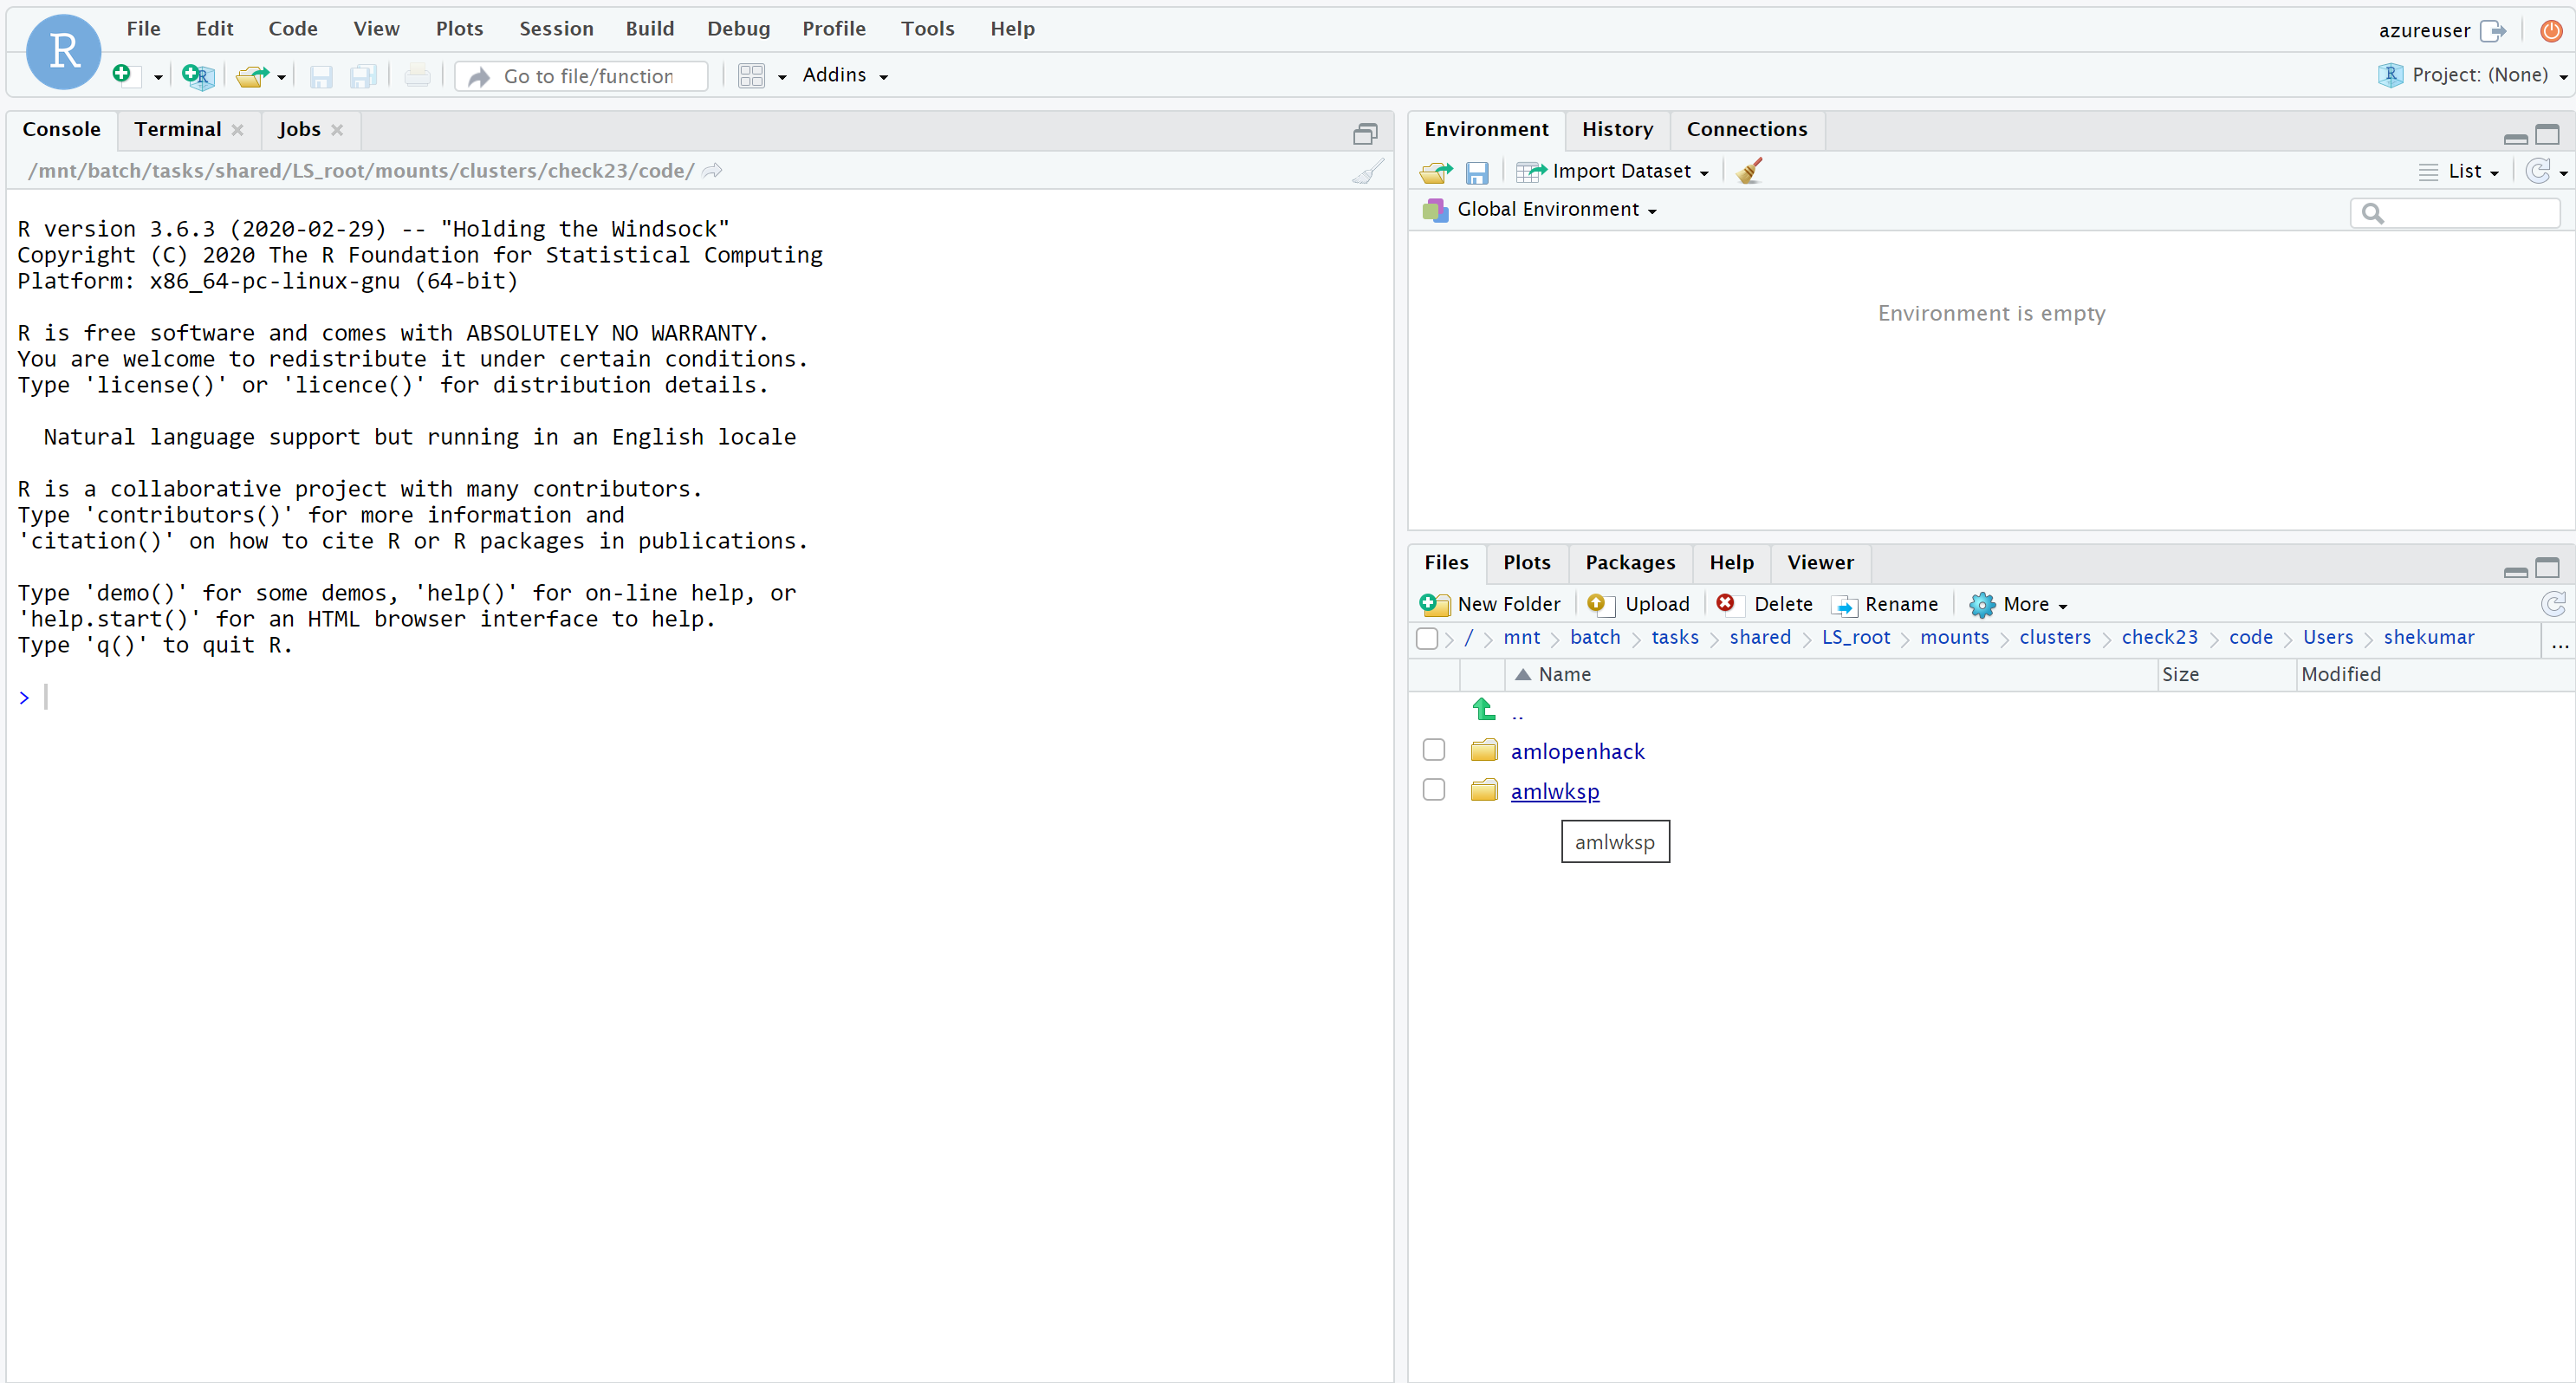 R File Edit Code View Plots Session Build Debug Profile Tools Help azureuser
R Go to file/function Addins R Project: (None)
Console Terminal Jobs
/mnt/batch/tasks/shared/LS_root/mounts/clusters/check23/code/
R version 3.6.3 (2020-02-29) -- "Holding the Windsock"
Copyright (C) 2020 The R Foundation for Statistical Computing
Platform: x86_64-pc-linux-gnu (64-bit)
R is free software and comes with ABSOLUTELY NO WARRANTY.
You are welcome to redistribute it under certain conditions.
Type 'license()' or 'licence()' for distribution details.
Natural language support but running in an English locale
R is a collaborative project with many contributors.
Type 'contributors()' for more information and
'citation()' on how to cite R or R packages in publications.
Type 'demo()' for some demos, 'help()' for on-line help, or
'help.start()' for an HTML browser interface to help.
Type 'q()' to quit R.
>
Environment History Connections
Import Dataset List
Global Environment
Environment is empty
Files Plots Packages Help Viewer
New Folder Upload Delete Rename More
/ mnt batch tasks shared LS_root mounts clusters check23 code Users shekumar ...
Name Size Modified
..
amlopenhack
amlwksp
amlwksp